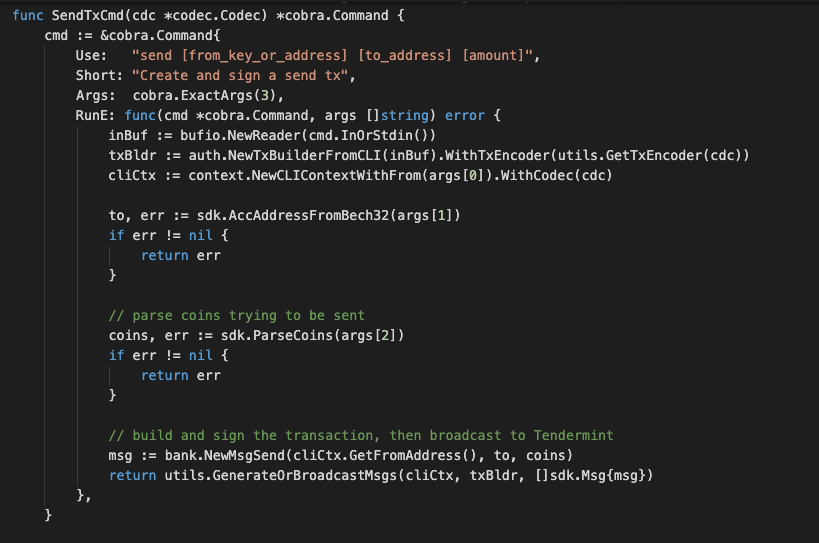 func SendTxCmd(cdc *codec.Codec) *cobra.Command {
    cmd := &cobra.Command{
        Use:   "send [from_key_or_address] [to_address] [amount]",
        Short: "Create and sign a send tx",
        Args:  cobra.ExactArgs(3),
        RunE: func(cmd *cobra.Command, args []string) error {
            inBuf := bufio.NewReader(cmd.InOrStdin())
            txBldr := auth.NewTxBuilderFromCLI(inBuf).WithTxEncoder(utils.GetTxEncoder(cdc))
            cliCtx := context.NewCLIContextWithFrom(args[0]).WithCodec(cdc)

            to, err := sdk.AccAddressFromBech32(args[1])
            if err != nil {
                return err
            }

            // parse coins trying to be sent
            coins, err := sdk.ParseCoins(args[2])
            if err != nil {
                return err
            }

            // build and sign the transaction, then broadcast to Tendermint
            msg := bank.NewMsgSend(cliCtx.GetFromAddress(), to, coins)
            return utils.GenerateOrBroadcastMsgs(cliCtx, txBldr, []sdk.Msg{msg})
        },
    }